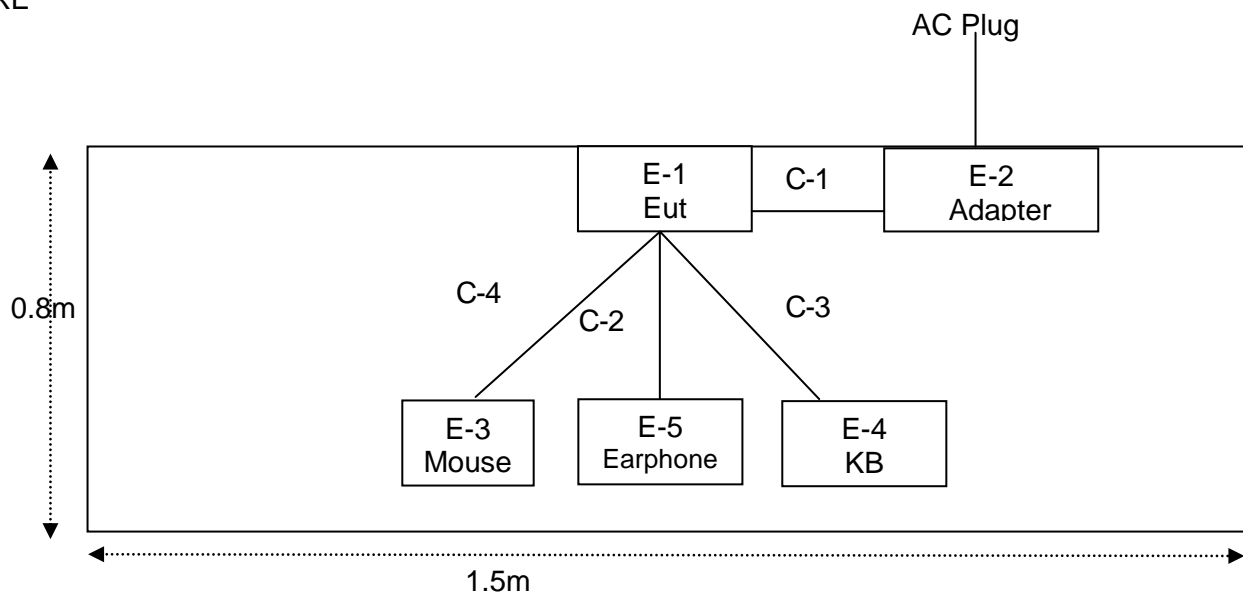 AC Plug
E-1
Eut
C-1
E-2
Adapter
0.8m
C-4
C-2
C-3
E-3
Mouse
E-5
Earphone
E-4
KB
1.5m